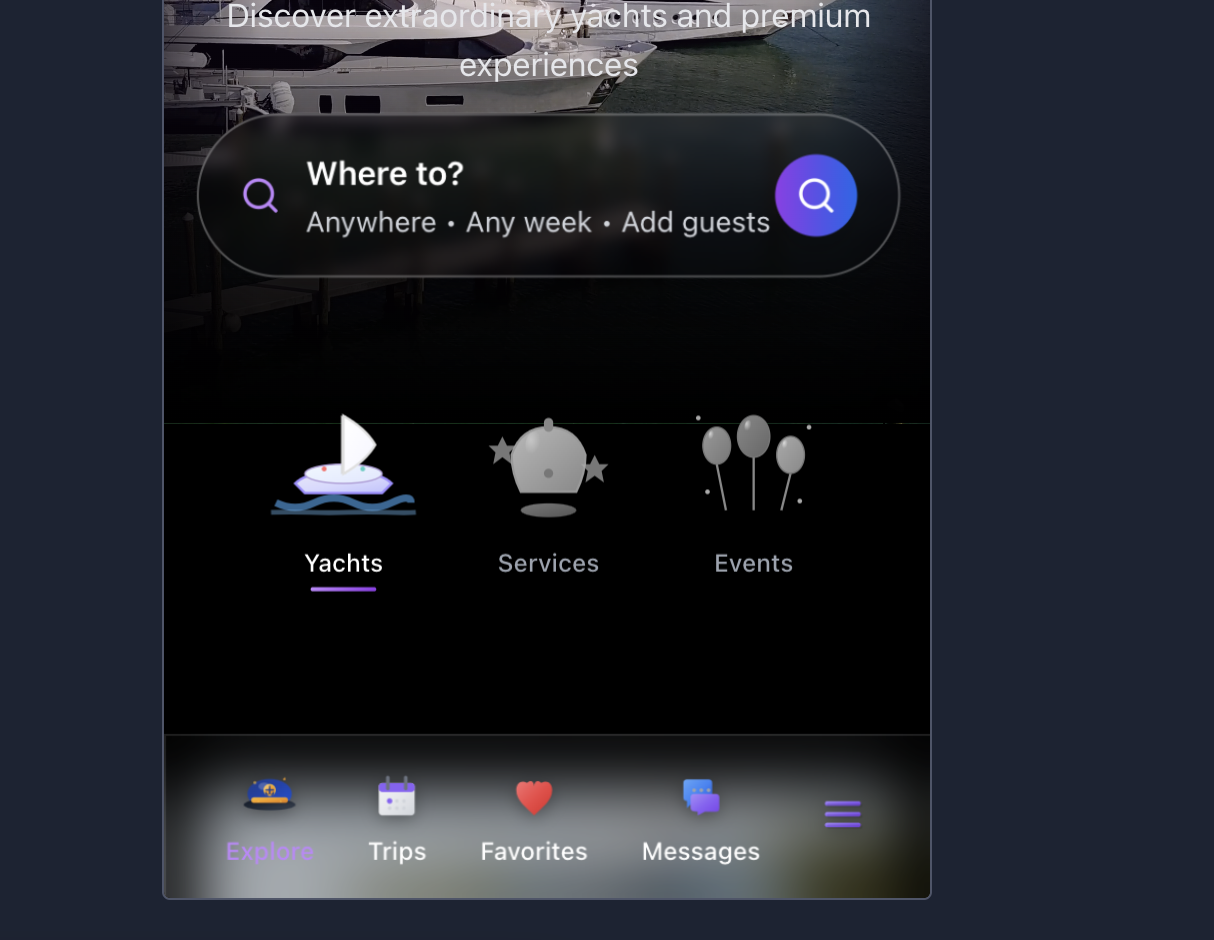 Discover extraordinary yachts and premium
experiences
Where to?
Anywhere • Any week • Add guests
Yachts
Services
Events
Explore
Trips
Favorites
Messages